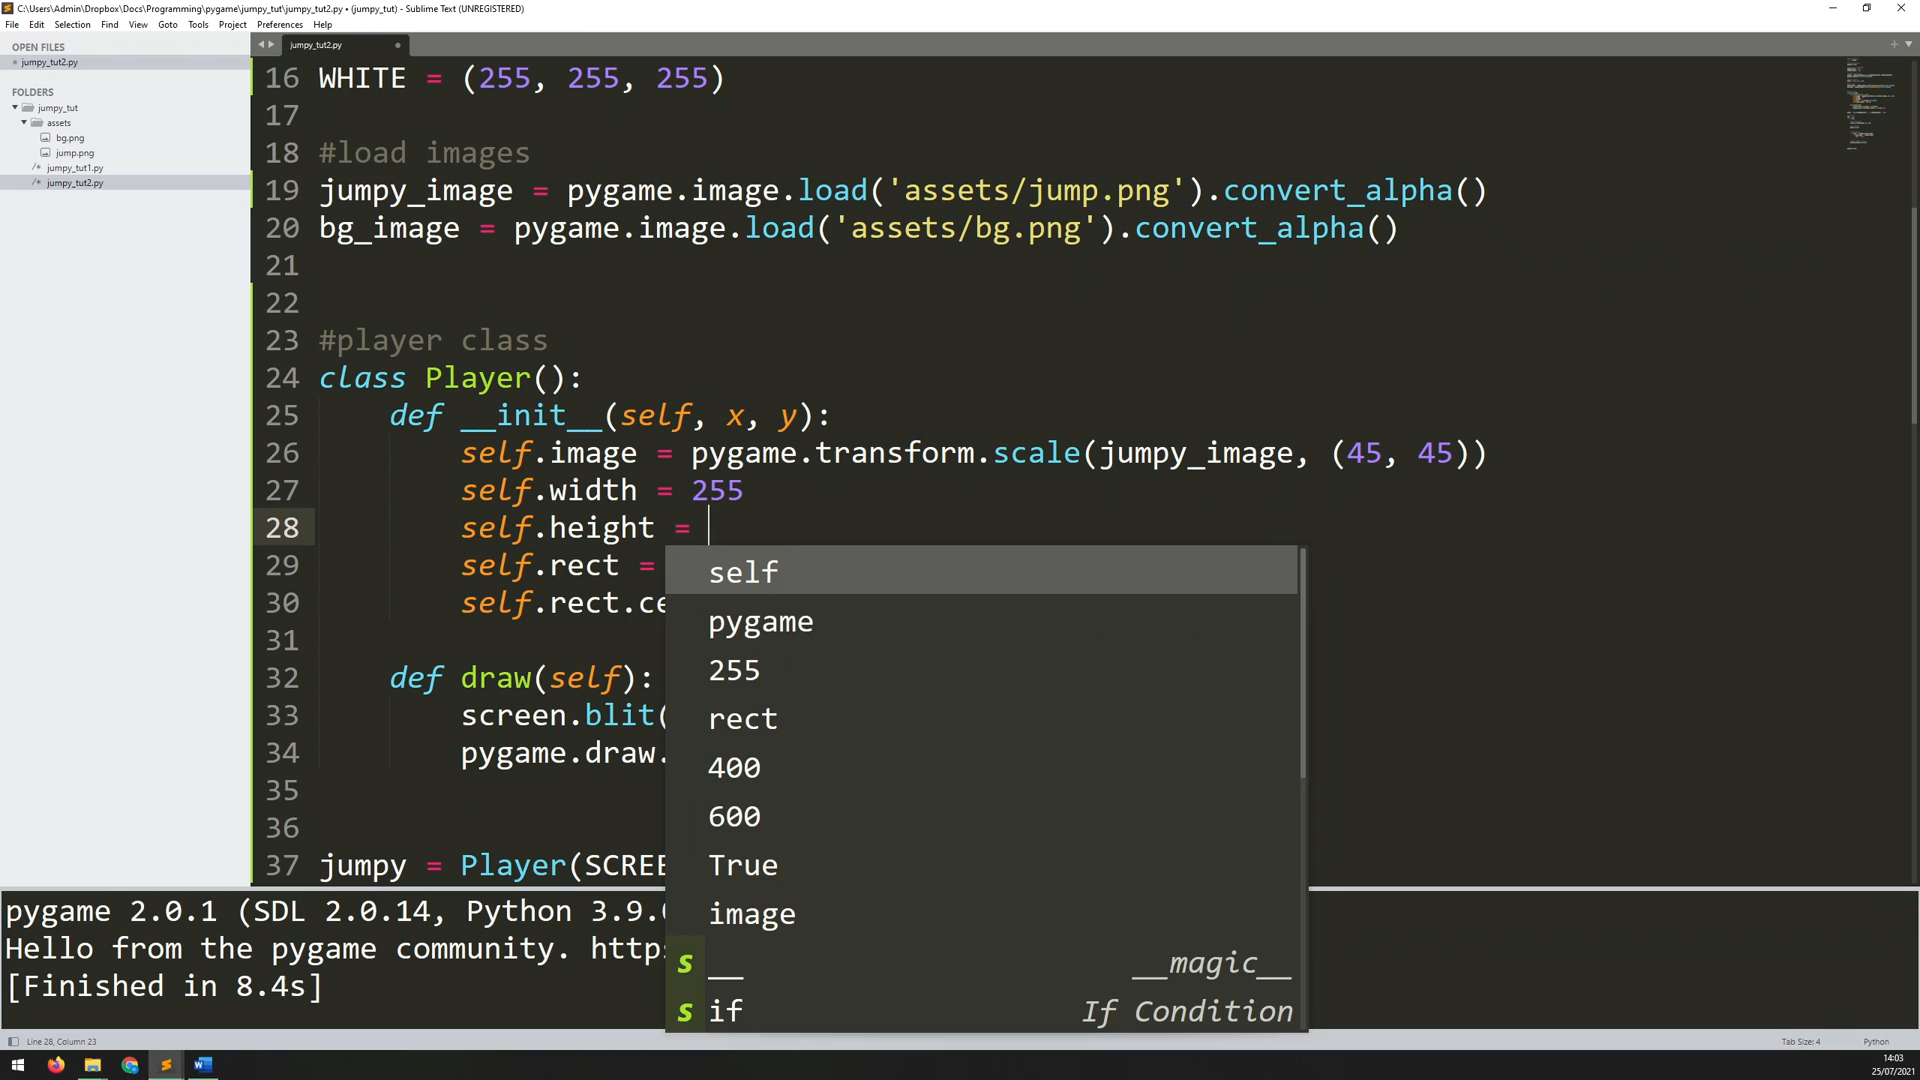 C:\Users\Admin\Dropbox\Docs\Programming\pygame\jumpy_tut\jumpy_tut2.py • (jumpy_tut) - Sublime Text (UNREGISTERED)
File Edit Selection Find View Goto Tools Project Preferences Help
OPEN FILES
jumpy_tut2.py
FOLDERS
jumpy_tut
assets
bg.png
jump.png
jumpy_tut1.py
jumpy_tut2.py
jumpy_tut2.py
16 WHITE = (255, 255, 255)
17
18 #load images
19 jumpy_image = pygame.image.load('assets/jump.png').convert_alpha()
20 bg_image = pygame.image.load('assets/bg.png').convert_alpha()
21
22
23 #player class
24 class Player():
25 def __init__(self, x, y):
26 self.image = pygame.transform.scale(jumpy_image, (45, 45))
27 self.width = 255
28 self.height =
29 self.rect =
30 self.rect.ce
31
32 def draw(self):
33 screen.blit(
34 pygame.draw.
35
36
37 jumpy = Player(SCREE
self
pygame
255
rect
400
600
True
image
s __ __magic__
s if If Condition
pygame 2.0.1 (SDL 2.0.14, Python 3.9.
Hello from the pygame community. http
[Finished in 8.4s]
Line 28, Column 23
Tab Size: 4
Python
14:03
25/07/2021